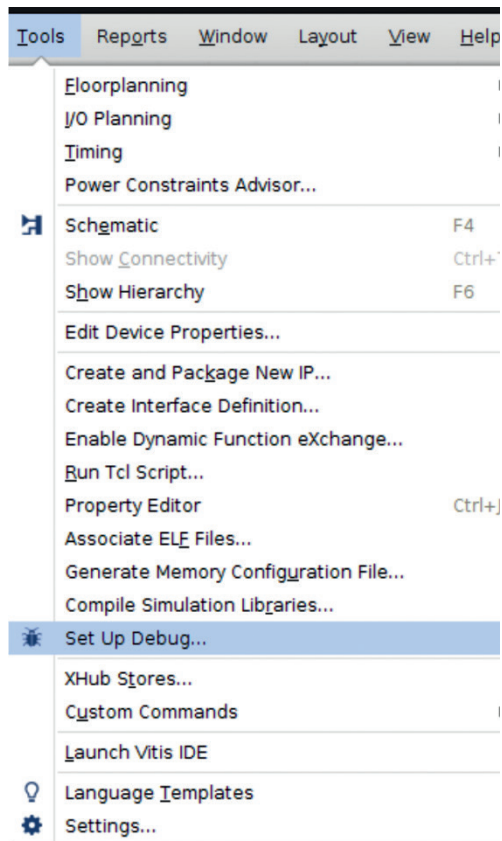 Tools Reports Window Layout View Help
Floorplanning
I/O Planning
Timing
Power Constraints Advisor...
Schematic F4
Show Connectivity Ctrl+
Show Hierarchy F6
Edit Device Properties...
Create and Package New IP...
Create Interface Definition...
Enable Dynamic Function eXchange...
Run Tcl Script...
Property Editor Ctrl+J
Associate ELF Files...
Generate Memory Configuration File...
Compile Simulation Libraries...
Set Up Debug...
XHub Stores...
Custom Commands
Launch Vitis IDE
Language Templates
Settings...